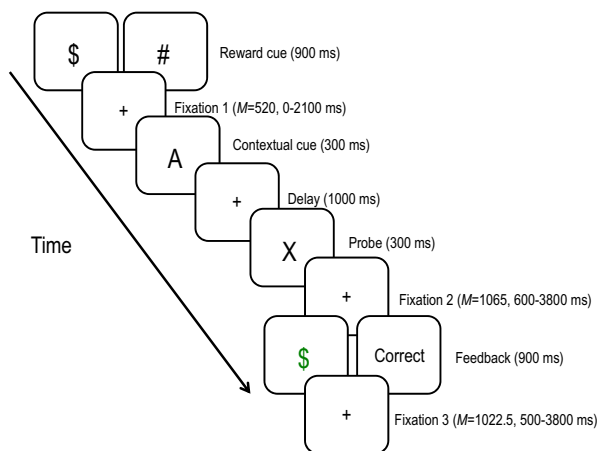 $ # Reward cue (900 ms)
+ Fixation 1 (M=520, 0-2100 ms)
A Contextual cue (300 ms)
+ Delay (1000 ms)
X Probe (300 ms)
Time
+ Fixation 2 (M=1065, 600-3800 ms)
$ Correct Feedback (900 ms)
+ Fixation 3 (M=1022.5, 500-3800 ms)